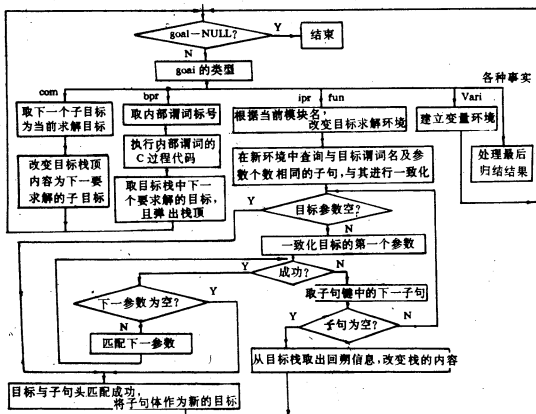 goal=NULL?
Y
结束
N
goal的类型
各种事实
com
bpr
ipr
fun
Vari
取下一个子目标
为当前求解目标
改变目标栈顶
内容为下一要
求解的子目标
取内部谓词标号
执行内部谓词的
C过程代码
取目标栈中下一
个要求解的目标,
且弹出栈顶
根据当前模块名,
改变目标求解环境
建立变量环境
处理最后
归结结果
在新环境中查询与目标谓词名及参
数个数相同的子句,与其进行一致化
Y
目标参数空?
N
一致化目标的第一个参数
Y
成功?
N
取子句键中的下一子句
下一参数为空?
Y
N
匹配下一参数
Y
子句为空?
N
从目标栈取出回朔信息,改变栈的内容
目标与子句头匹配成功,
将子句体作为新的目标